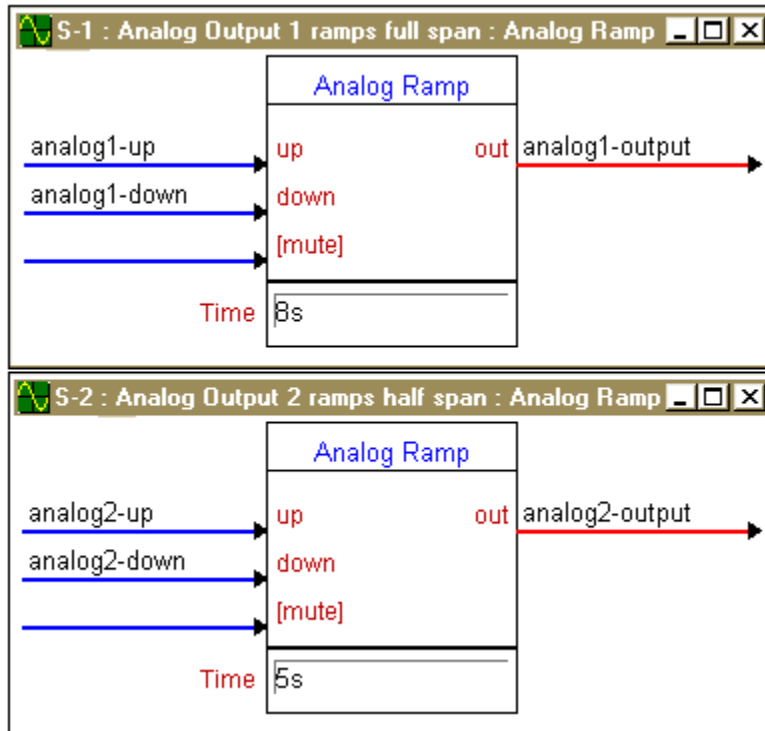 S-1 : Analog Output 1 ramps full span : Analog Ramp
Analog Ramp
analog1-up up out analog1-output
analog1-down down
[mute]
Time 8s
S-2 : Analog Output 2 ramps half span : Analog Ramp
Analog Ramp
analog2-up up out analog2-output
analog2-down down
[mute]
Time 5s